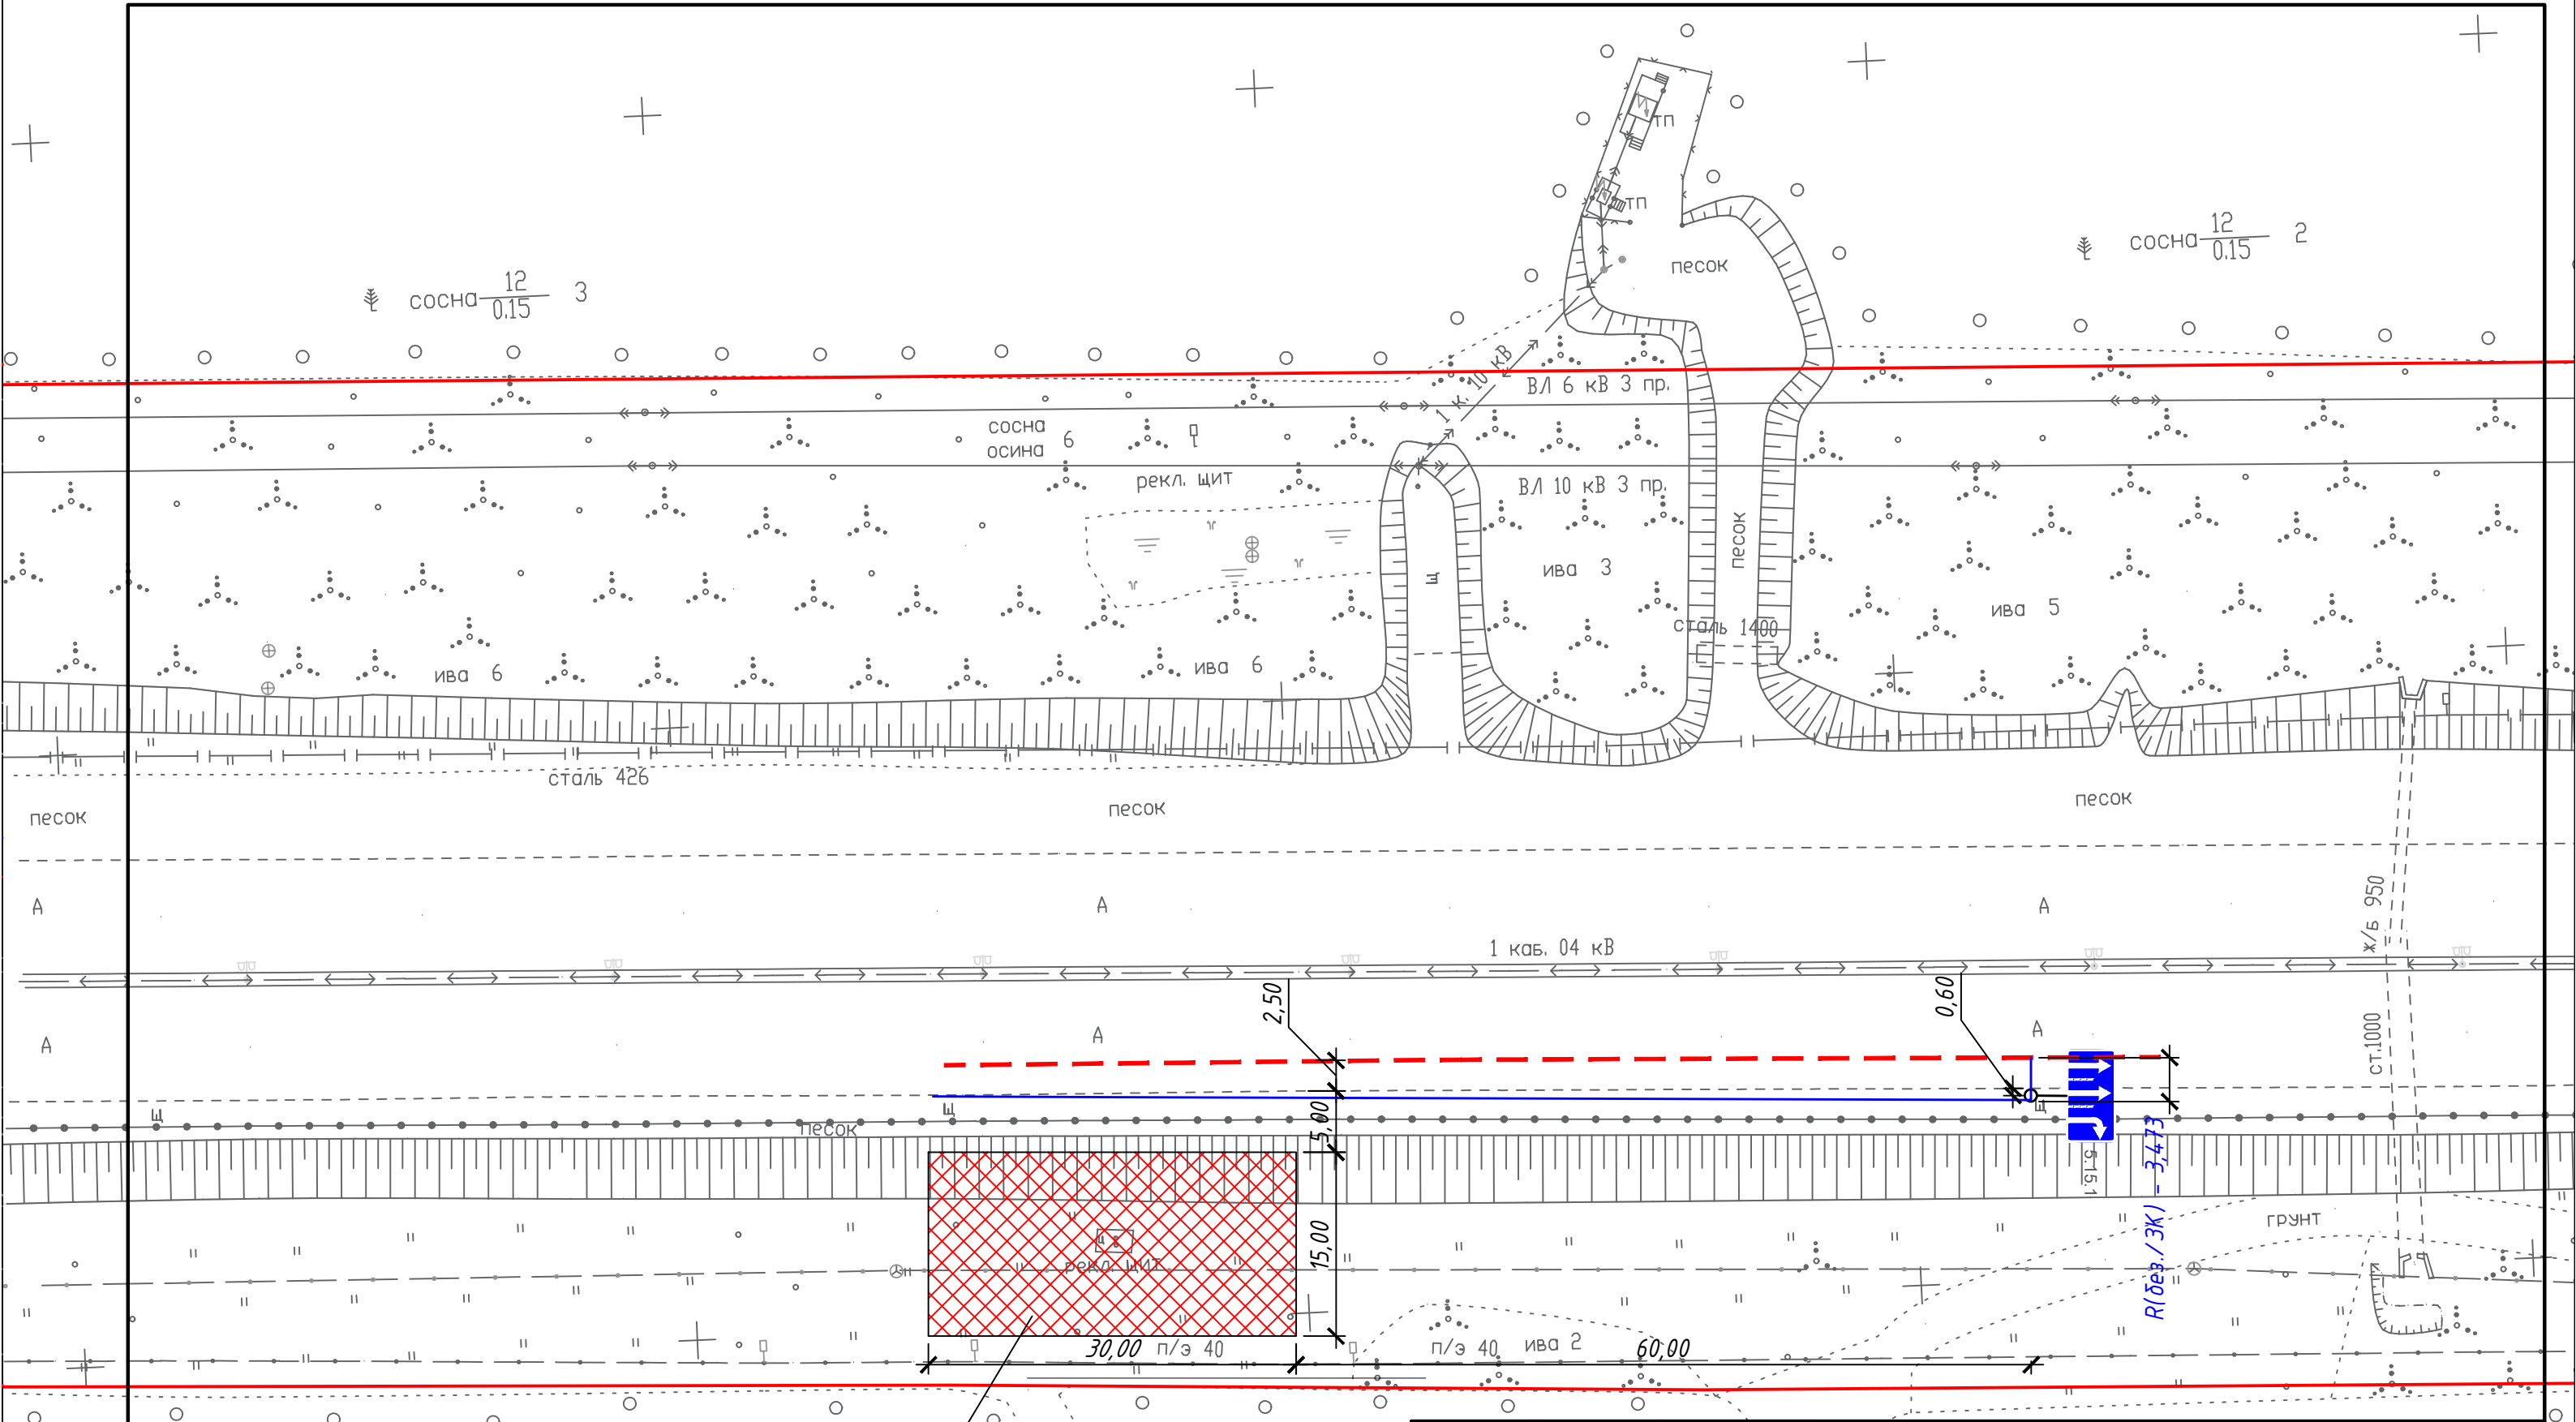 ТП
ТП
12
сосна 2
0.15
песок
12
сосна 3
0.15
1 к. 10 кВ
ВЛ 6 кВ 3 пр.
сосна
осина 6
рекл. щит
ВЛ 10 кВ 3 пр.
песок
Щ
ива 3
ива 5
сталь 1400
ива 6
ива 6
сталь 426
песок
песок
песок
А
А
А
ж/б 950
1 каб. 04 кВ
2,50
0,60
А
А
А
ст.1000
Щ
Щ
Щ
песок
5,00
5.15.1
R(без./ЗК) - 3,473
грунт
15,00
рекл. щит
30,00
п/э 40
п/э 40
ива 2
60,00